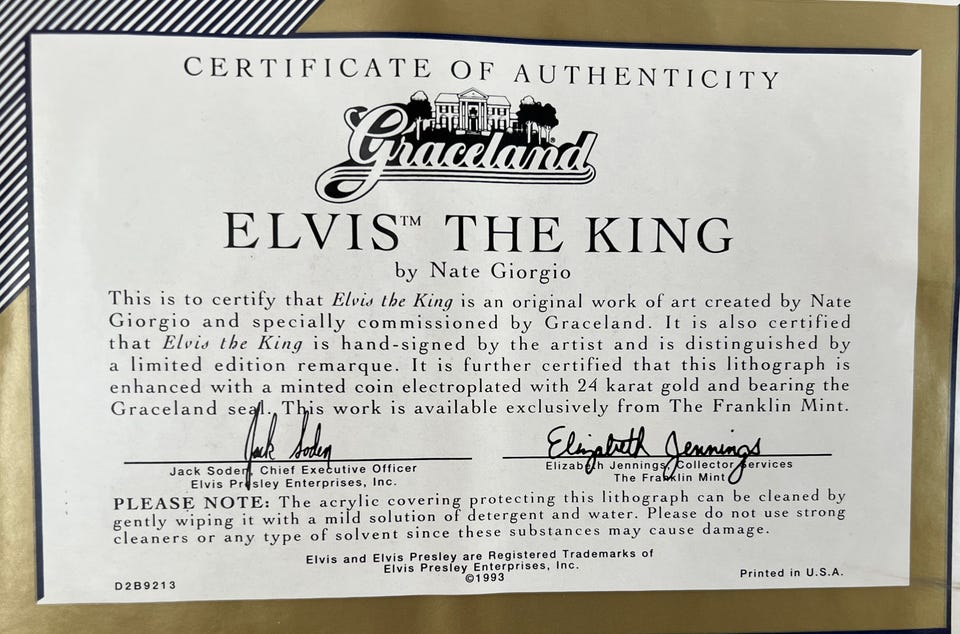 CERTIFICATE OF AUTHENTICITY
Graceland®
ELVIS™ THE KING
by Nate Giorgio
This is to certify that Elvis the King is an original work of art created by Nate
Giorgio and specially commissioned by Graceland. It is also certified
that Elvis the King is hand-signed by the artist and is distinguished by
a limited edition remarque. It is further certified that this lithograph is
enhanced with a minted coin electroplated with 24 karat gold and bearing the
Graceland seal. This work is available exclusively from The Franklin Mint.
Jack Soden
Elizabeth Jennings
Jack Soden, Chief Executive Officer
Elvis Presley Enterprises, Inc.
Elizabeth Jennings, Collector Services
The Franklin Mint
PLEASE NOTE: The acrylic covering protecting this lithograph can be cleaned by
gently wiping it with a mild solution of detergent and water. Please do not use strong
cleaners or any type of solvent since these substances may cause damage.
Elvis and Elvis Presley are Registered Trademarks of
Elvis Presley Enterprises, Inc.
©1993
D2B9213
Printed in U.S.A.